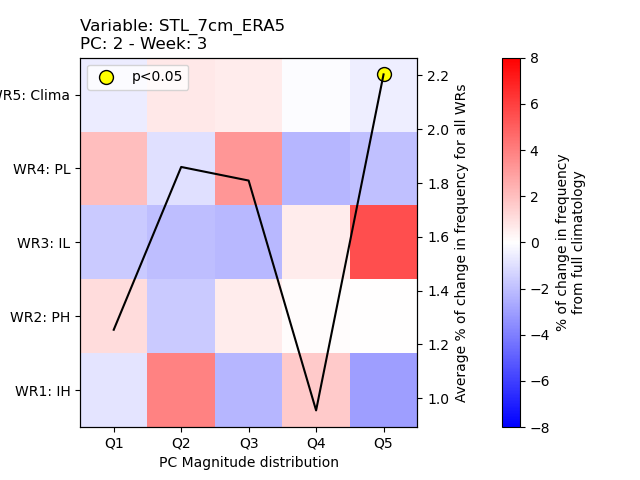 Variable: STL_7cm_ERA5
PC: 2 - Week: 3
p<0.05
R5: Clima
WR4: PL
WR3: IL
WR2: PH
WR1: IH
Q1 Q2 Q3 Q4 Q5
PC Magnitude distribution
2.2
2.0
1.8
1.6
1.4
1.2
1.0
Average % of change in frequency for all WRs
8
6
4
2
0
−2
−4
−6
−8
% of change in frequency
from full climatology